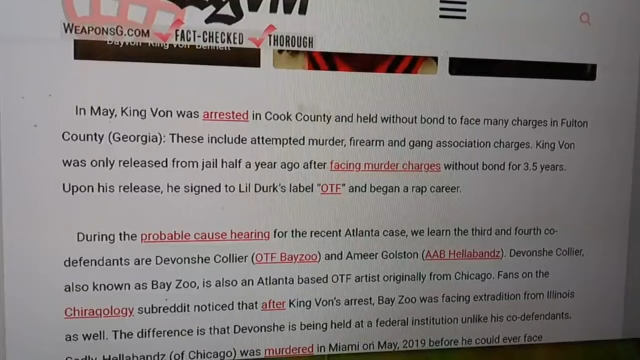 WEAPONSG.COM FACT-CHECKED THOROUGH
Dayvon "King Von" Bennett
In May, King Von was arrested in Cook County and held without bond to face many charges in Fulton
County (Georgia): These include attempted murder, firearm and gang association charges. King Von
was only released from jail half a year ago after facing murder charges without bond for 3.5 years.
Upon his release, he signed to Lil Durk's label "OTF" and began a rap career.
During the probable cause hearing for the recent Atlanta case, we learn the third and fourth co-
defendants are Devonshe Collier (OTF Bayzoo) and Ameer Golston (AAB Hellabandz). Devonshe Collier,
also known as Bay Zoo, is also an Atlanta based OTF artist originally from Chicago. Fans on the
Chiraqology subreddit noticed that after King Von's arrest, Bay Zoo was facing extradition from Illinois
as well. The difference is that Devonshe is being held at a federal institution unlike his co-defendants.
Sadly, Hellabandz (of Chicago) was murdered in Miami on May, 2019 before he could ever face